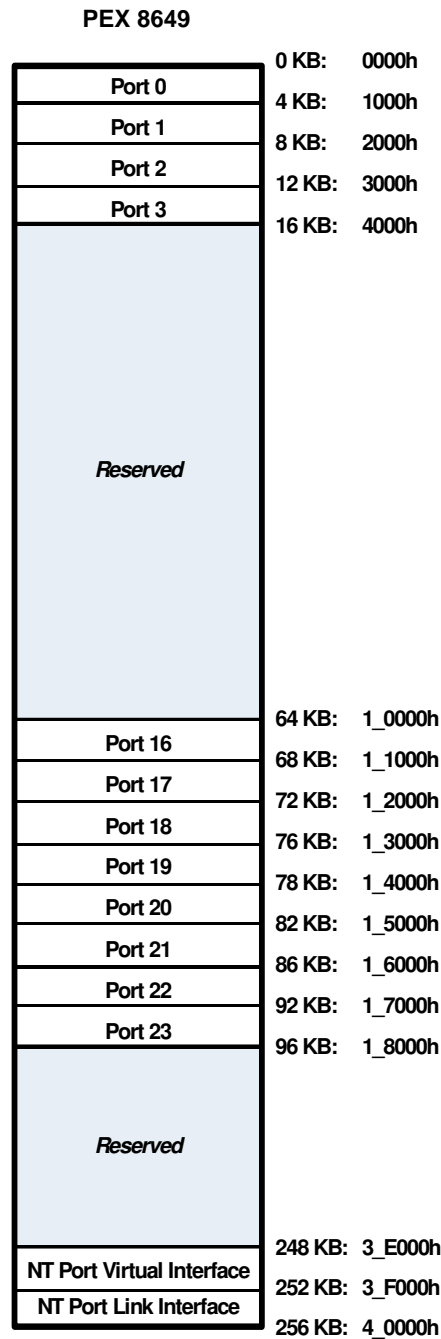 PEX 8649
0 KB: 0000h
Port 0
4 KB: 1000h
Port 1
8 KB: 2000h
Port 2
12 KB: 3000h
Port 3
16 KB: 4000h
Reserved
64 KB: 1_0000h
Port 16
68 KB: 1_1000h
Port 17
72 KB: 1_2000h
Port 18
76 KB: 1_3000h
Port 19
78 KB: 1_4000h
Port 20
82 KB: 1_5000h
Port 21
86 KB: 1_6000h
Port 22
92 KB: 1_7000h
Port 23
96 KB: 1_8000h
Reserved
248 KB: 3_E000h
NT Port Virtual Interface
252 KB: 3_F000h
NT Port Link Interface
256 KB: 4_0000h